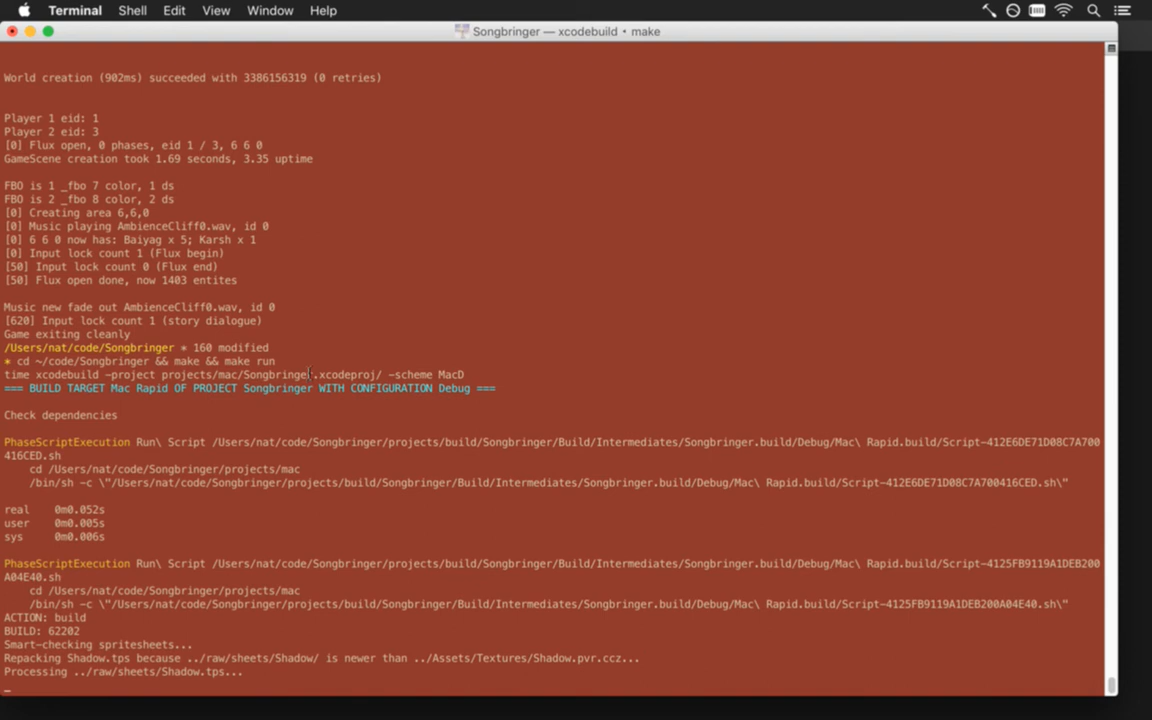 Terminal Shell Edit View Window Help
Songbringer — xcodebuild • make
World creation (902ms) succeeded with 3386156319 (0 retries)
Player 1 eid: 1
Player 2 eid: 3
[0] Flux open, 0 phases, eid 1 / 3, 6 6 0
GameScene creation took 1.69 seconds, 3.35 uptime
FBO is 1 _fbo 7 color, 1 ds
FBO is 2 _fbo 8 color, 2 ds
[0] Creating area 6,6,0
[0] Music playing AmbienceCliff0.wav, id 0
[0] 6 6 0 now has: Baiyag x 5; Karsh x 1
[0] Input lock count 1 (Flux begin)
[50] Input lock count 0 (Flux end)
[50] Flux open done, now 1403 entites
Music new fade out AmbienceCliff0.wav, id 0
[620] Input lock count 1 (story dialogue)
Game exiting cleanly
/Users/nat/code/Songbringer * 160 modified
* cd ~/code/Songbringer && make && make run
time xcodebuild -project projects/mac/Songbringer.xcodeproj/ -scheme MacD
=== BUILD TARGET Mac Rapid OF PROJECT Songbringer WITH CONFIGURATION Debug ===
Check dependencies
PhaseScriptExecution Run\ Script /Users/nat/code/Songbringer/projects/build/Songbringer/Build/Intermediates/Songbringer.build/Debug/Mac\ Rapid.build/Script-412E6DE71D08C7A700
416CED.sh
cd /Users/nat/code/Songbringer/projects/mac
/bin/sh -c \"/Users/nat/code/Songbringer/projects/build/Songbringer/Build/Intermediates/Songbringer.build/Debug/Mac\ Rapid.build/Script-412E6DE71D08C7A700416CED.sh\"
real 0m0.052s
user 0m0.005s
sys 0m0.006s
PhaseScriptExecution Run\ Script /Users/nat/code/Songbringer/projects/build/Songbringer/Build/Intermediates/Songbringer.build/Debug/Mac\ Rapid.build/Script-4125FB9119A1DEB200
A04E40.sh
cd /Users/nat/code/Songbringer/projects/mac
/bin/sh -c \"/Users/nat/code/Songbringer/projects/build/Songbringer/Build/Intermediates/Songbringer.build/Debug/Mac\ Rapid.build/Script-4125FB9119A1DEB200A04E40.sh\"
ACTION: build
BUILD: 62202
Smart-checking spritesheets...
Repacking Shadow.tps because ../raw/sheets/Shadow/ is newer than ../Assets/Textures/Shadow.pvr.ccz...
Processing ../raw/sheets/Shadow.tps...